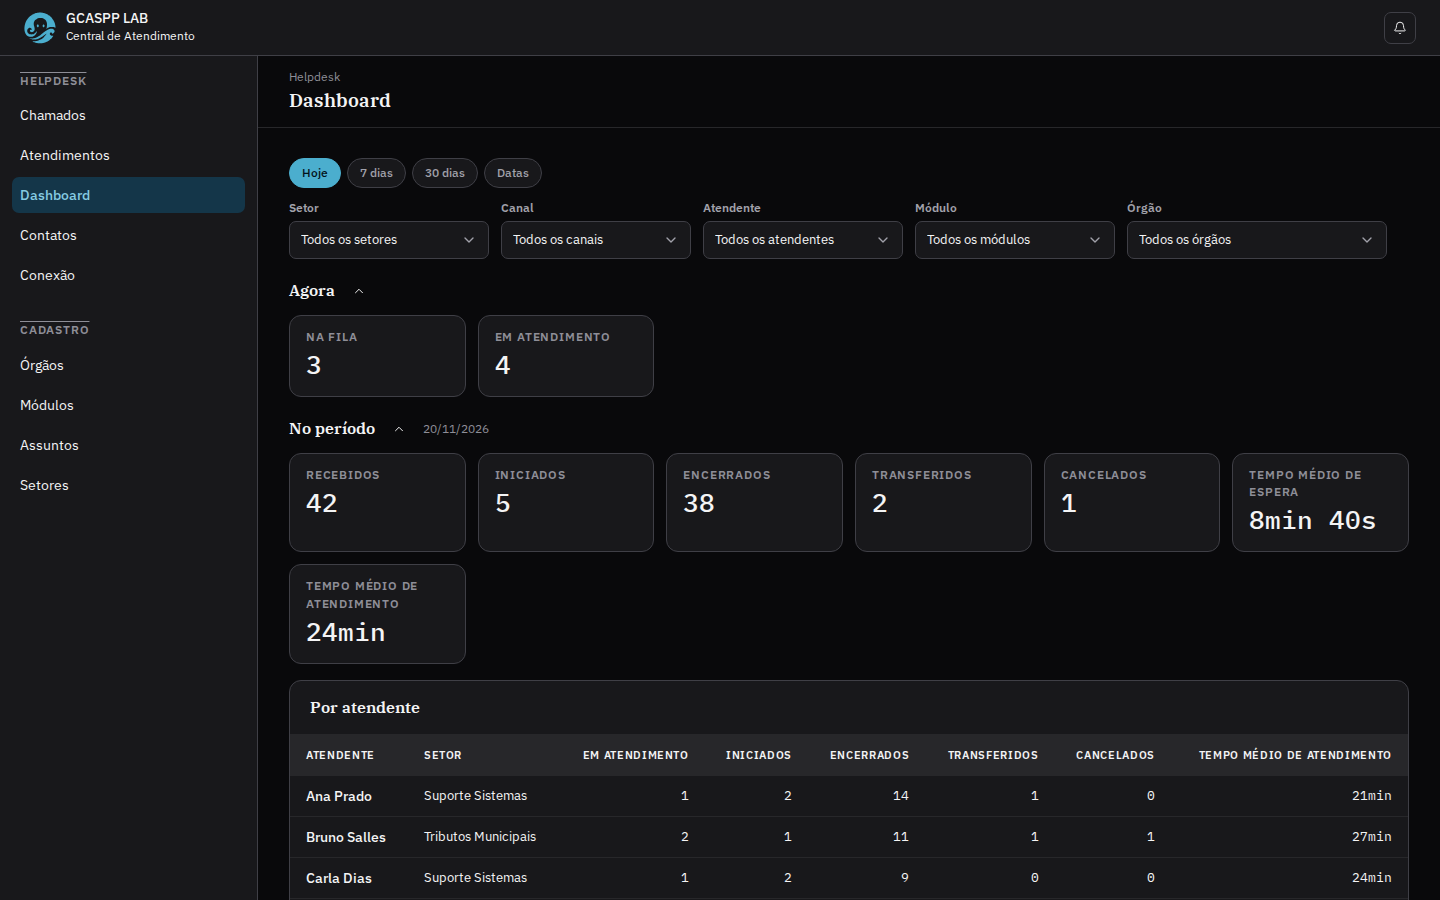 GCASPP LAB
Central de Atendimento
HELPDESK
Chamados
Atendimentos
Dashboard
Contatos
Conexão
CADASTRO
Órgãos
Módulos
Assuntos
Setores
Helpdesk
Dashboard
Hoje 7 dias 30 dias Datas
Setor Canal Atendente Módulo Órgão
Todos os setores Todos os canais Todos os atendentes Todos os módulos Todos os órgãos
Agora
NA FILA EM ATENDIMENTO
3 4
No período 20/11/2026
RECEBIDOS INICIADOS ENCERRADOS TRANSFERIDOS CANCELADOS TEMPO MÉDIO DE
ESPERA
42 5 38 2 1 8min 40s
TEMPO MÉDIO DE
ATENDIMENTO
24min
Por atendente
ATENDENTE SETOR EM ATENDIMENTO INICIADOS ENCERRADOS TRANSFERIDOS CANCELADOS TEMPO MÉDIO DE ATENDIMENTO
Ana Prado Suporte Sistemas 1 2 14 1 0 21min
Bruno Salles Tributos Municipais 2 1 11 1 1 27min
Carla Dias Suporte Sistemas 1 2 9 0 0 24min